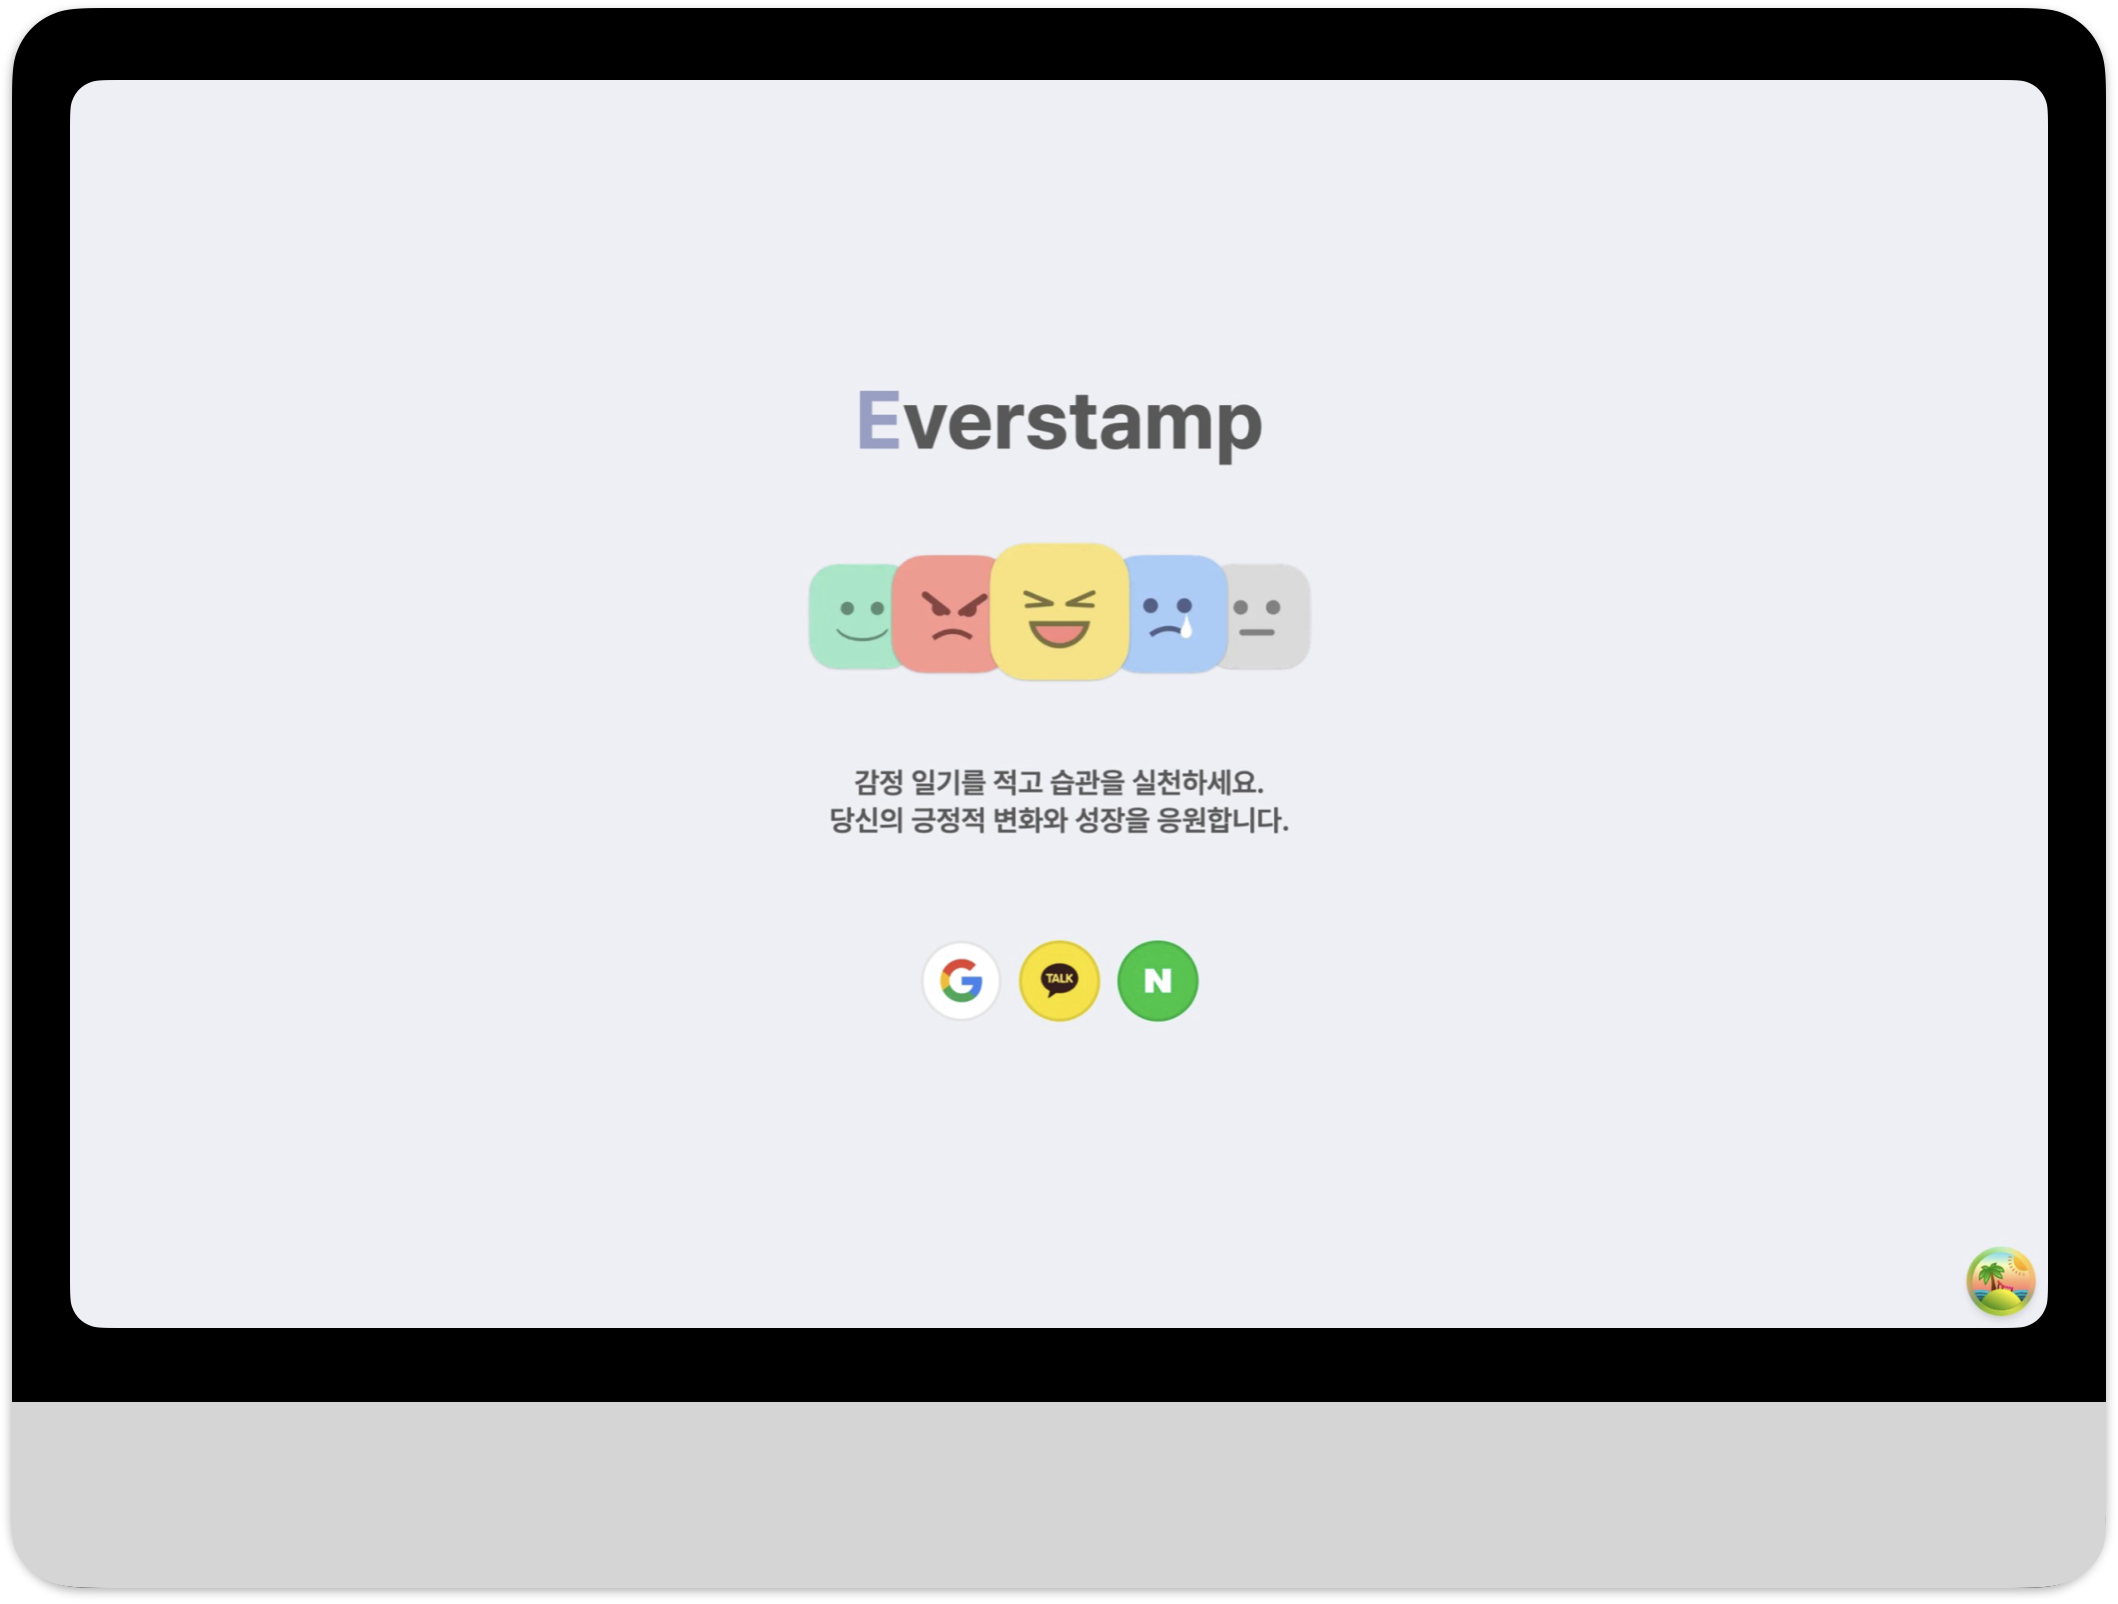 Everstamp
감정 일기를 적고 습관을 실천하세요.
당신의 긍정적 변화와 성장을 응원합니다.
G
TALK
N